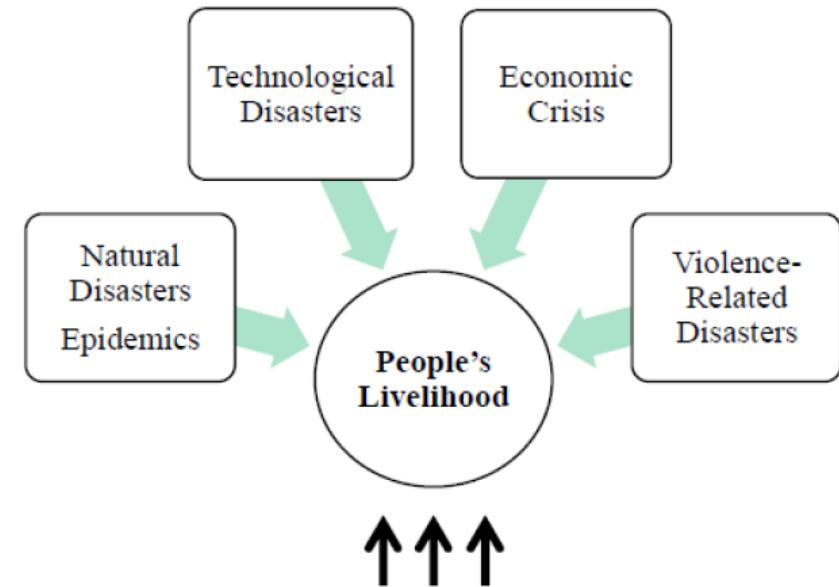 Technological
Disasters
Economic
Crisis
Natural
Disasters
Epidemics
Violence-
Related
Disasters
People’s
Livelihood